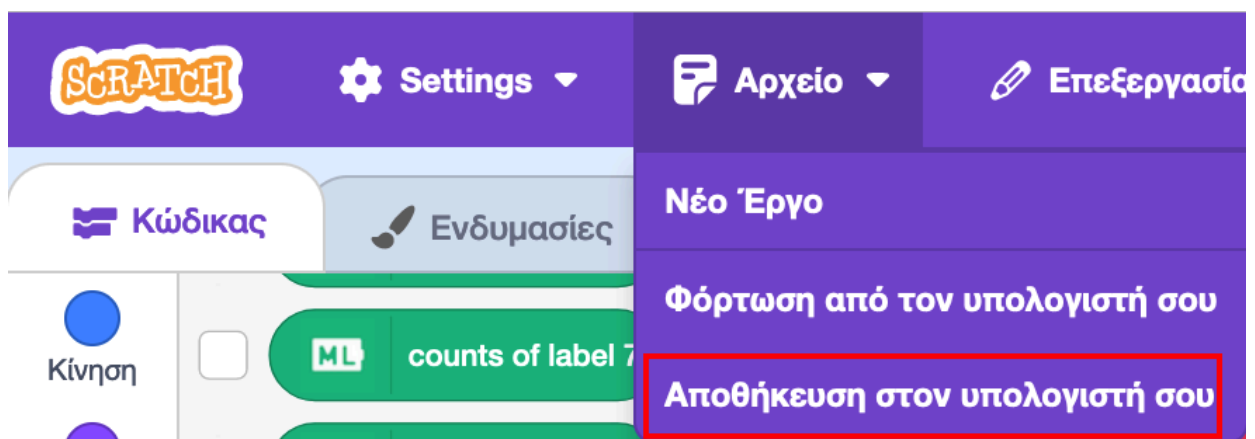 SCRATCH Settings Αρχείο Επεξεργασία
Κώδικας Ενδυμασίες
Νέο Έργο
Φόρτωση από τον υπολογιστή σου
Αποθήκευση στον υπολογιστή σου
Κίνηση
ML counts of label 7